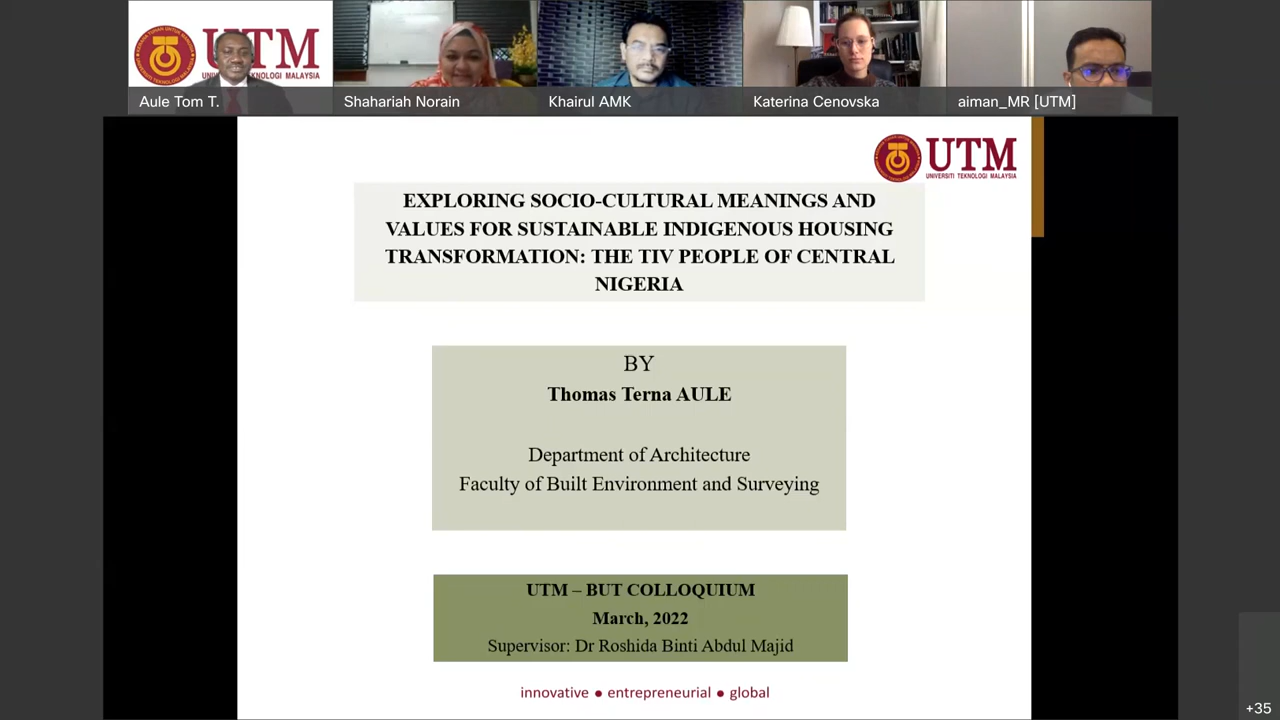 UTM
UNIVERSITI TEKNOLOGI MALAYSIA
Aule Tom T.
Shahariah Norain
Khairul AMK
Katerina Cenovska
aiman_MR [UTM]
UTM
UNIVERSITI TEKNOLOGI MALAYSIA
EXPLORING SOCIO-CULTURAL MEANINGS AND
VALUES FOR SUSTAINABLE INDIGENOUS HOUSING
TRANSFORMATION: THE TIV PEOPLE OF CENTRAL
NIGERIA
BY
Thomas Terna AULE
Department of Architecture
Faculty of Built Environment and Surveying
UTM – BUT COLLOQUIUM
March, 2022
Supervisor: Dr Roshida Binti Abdul Majid
innovative ● entrepreneurial ● global
+35